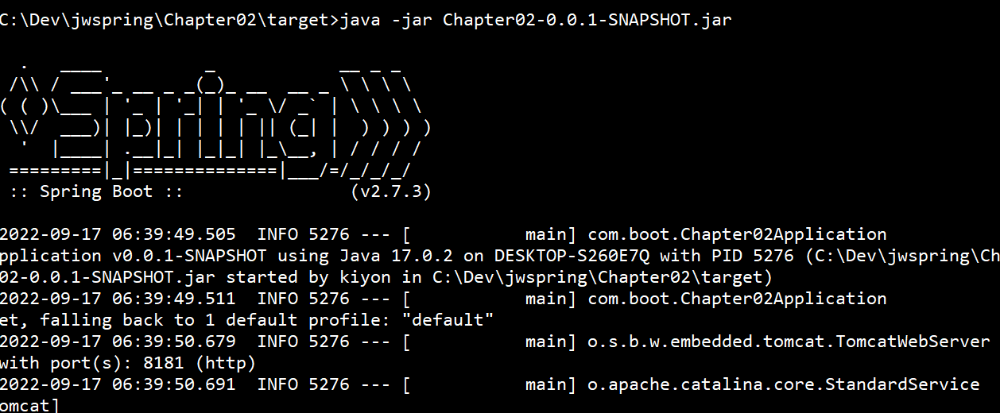 C:\Dev\jwspring\Chapter02\target>java -jar Chapter02-0.0.1-SNAPSHOT.jar
  .   ____          _            __ _ _
 /\\ / ___'_ __ _ _(_)_ __  __ _ \ \ \ \
( ( )\___ | '_ | '_| | '_ \/ _` | \ \ \ \
 \\/  ___)| |_)| | | | | || (_| |  ) ) ) )
  '  |____| .__|_| |_|_| |_\__, | / / / /
 =========|_|==============|___/=/_/_/_/
 :: Spring Boot ::                (v2.7.3)
2022-09-17 06:39:49.505  INFO 5276 --- [           main] com.boot.Chapter02Application
pplication v0.0.1-SNAPSHOT using Java 17.0.2 on DESKTOP-S260E7Q with PID 5276 (C:\Dev\jwspring\Ch
02-0.0.1-SNAPSHOT.jar started by kiyon in C:\Dev\jwspring\Chapter02\target)
2022-09-17 06:39:49.511  INFO 5276 --- [           main] com.boot.Chapter02Application
et, falling back to 1 default profile: "default"
2022-09-17 06:39:50.679  INFO 5276 --- [           main] o.s.b.w.embedded.tomcat.TomcatWebServer
with port(s): 8181 (http)
2022-09-17 06:39:50.691  INFO 5276 --- [           main] o.apache.catalina.core.StandardService
omcat]